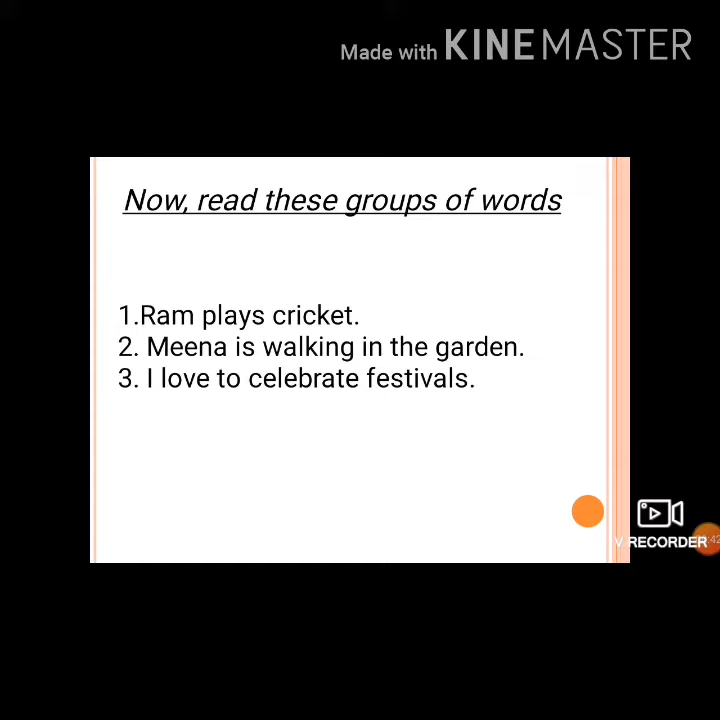 Made with KINEMASTER
Now, read these groups of words
1.Ram plays cricket.
2. Meena is walking in the garden.
3. I love to celebrate festivals.
V RECORDER